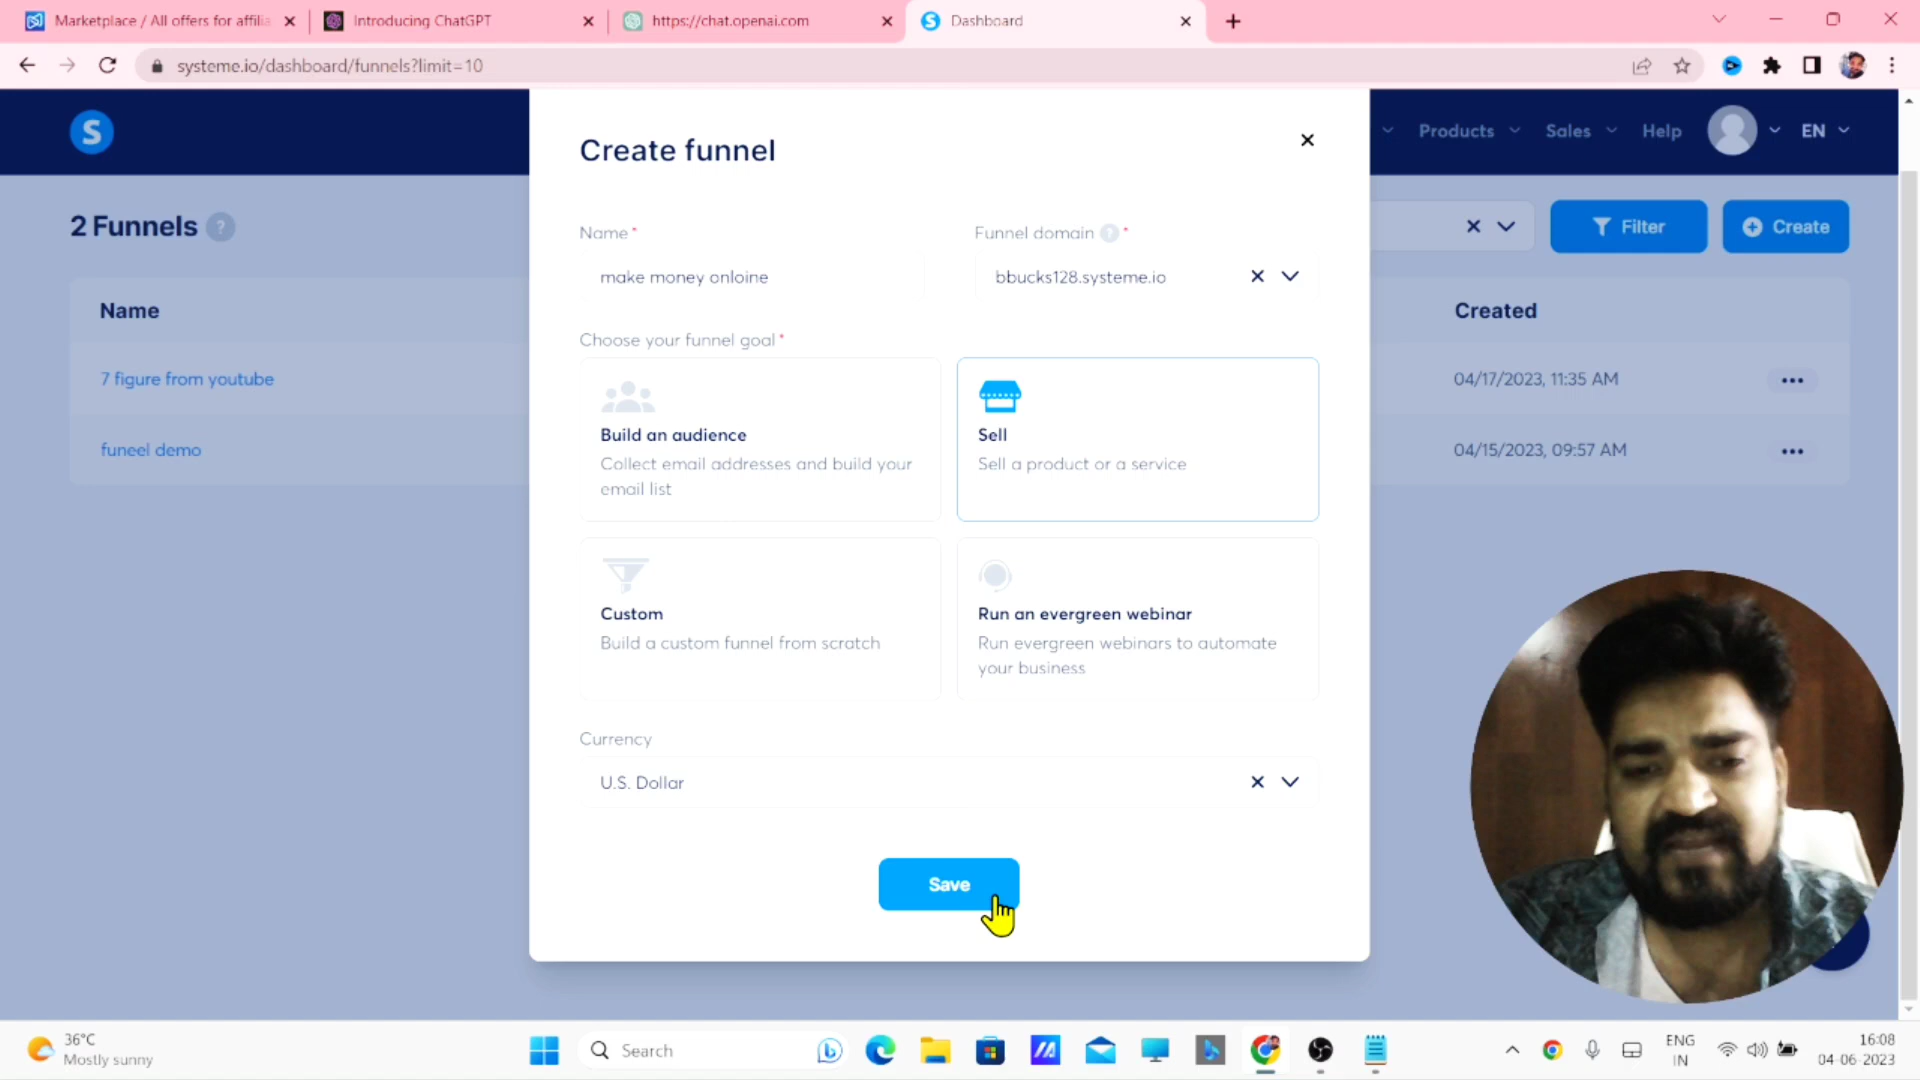 Marketplace / All offers for affilia
Introducing ChatGPT
https://chat.openai.com
Dashboard
systeme.io/dashboard/funnels?limit=10
S
Products
Sales
Help
EN
Create funnel
2 Funnels ?
Filter
Create
Name*
Funnel domain ? *
make money onloine
bbucks128.systeme.io
Name
Created
Choose your funnel goal*
7 figure from youtube
04/17/2023, 11:35 AM
funeel demo
04/15/2023, 09:57 AM
Build an audience
Collect email addresses and build your
email list
Sell
Sell a product or a service
Custom
Build a custom funnel from scratch
Run an evergreen webinar
Run evergreen webinars to automate
your business
Currency
U.S. Dollar
Save
36°C
Mostly sunny
Search
ENG
IN
16:08
04-06-2023